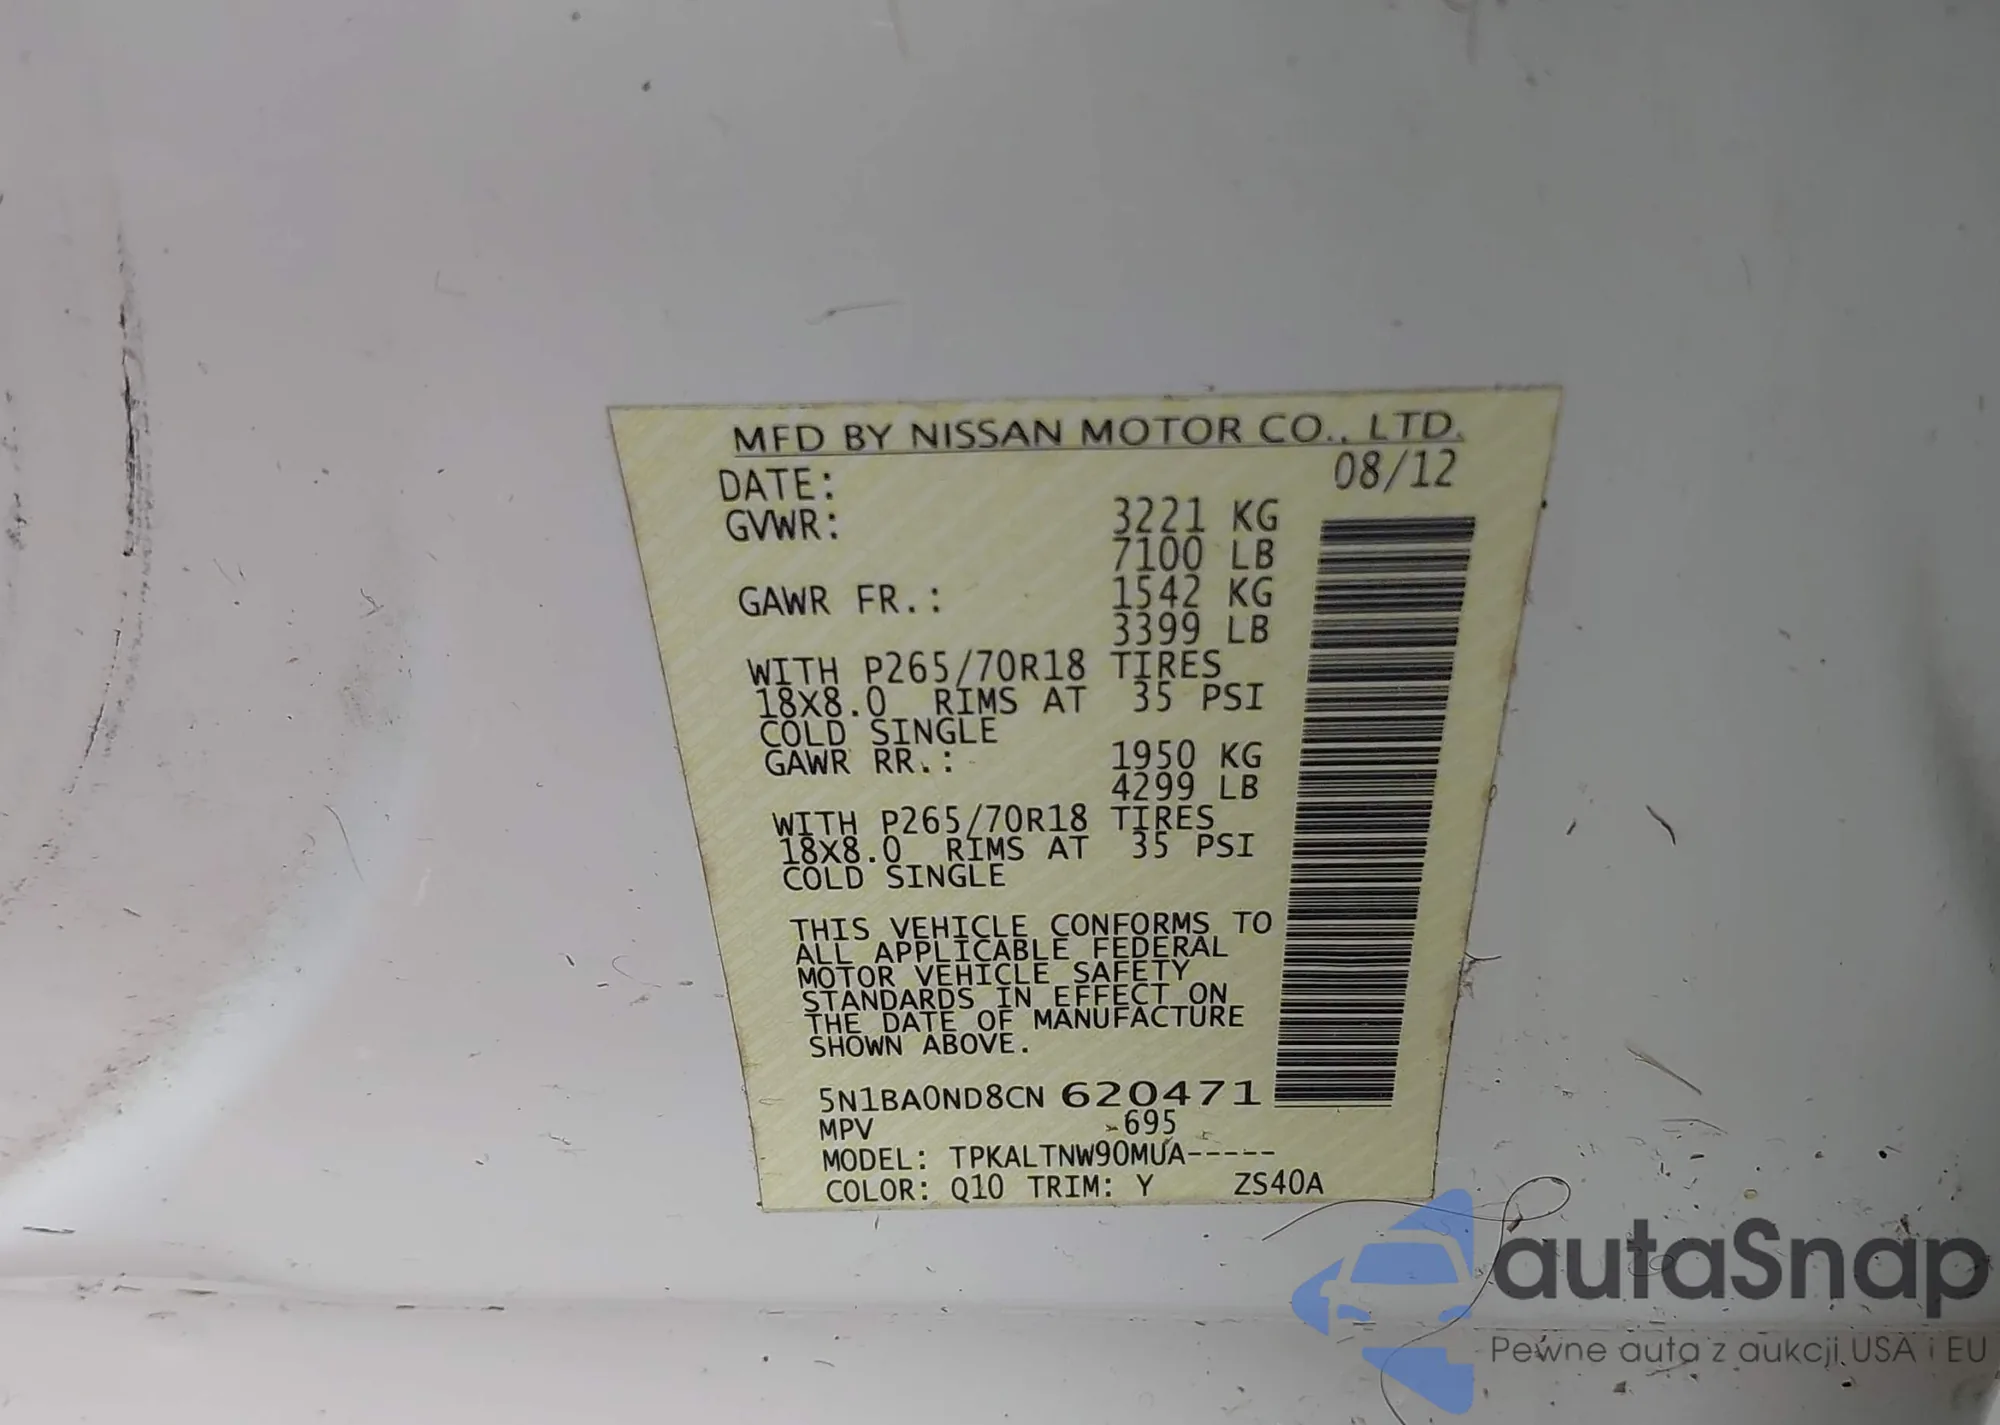 MFD BY NISSAN MOTOR CO., LTD.
DATE: 08/12
GVWR: 3221 KG
7100 LB
GAWR FR.: 1542 KG
3399 LB
WITH P265/70R18 TIRES
18X8.0 RIMS AT 35 PSI
COLD SINGLE
GAWR RR.: 1950 KG
4299 LB
WITH P265/70R18 TIRES
18X8.0 RIMS AT 35 PSI
COLD SINGLE
THIS VEHICLE CONFORMS TO
ALL APPLICABLE FEDERAL
MOTOR VEHICLE SAFETY
STANDARDS IN EFFECT ON
THE DATE OF MANUFACTURE
SHOWN ABOVE.
5N1BA0ND8CN 620471
MPV -695
MODEL: TPKALTNW90MUA-----
COLOR: Q10 TRIM: Y ZS40A
autaSnap
Pewne auta z aukcji USA i EU